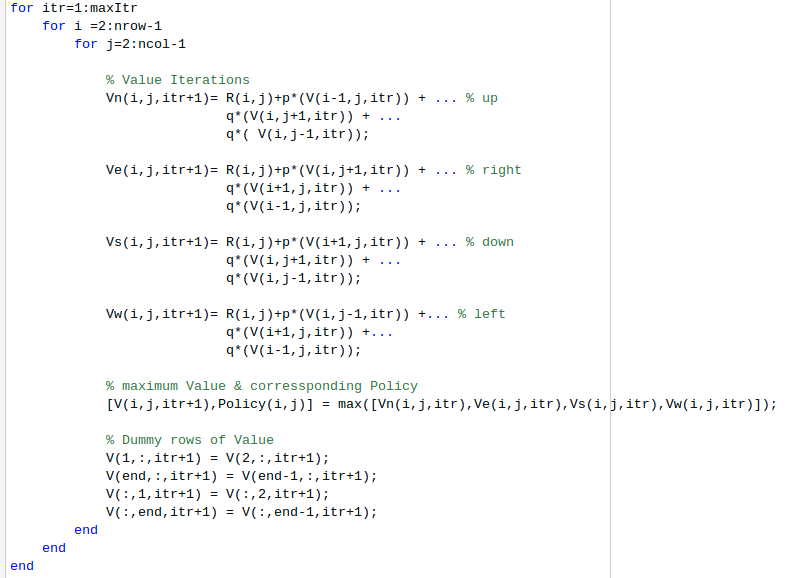 for itr=1:maxItr
    for i =2:nrow-1
        for j=2:ncol-1
            % Value Iterations
            Vn(i,j,itr+1)= R(i,j)+p*(V(i-1,j,itr)) + ... % up
                           q*(V(i,j+1,itr)) + ...
                           q*( V(i,j-1,itr));
            Ve(i,j,itr+1)= R(i,j)+p*(V(i,j+1,itr)) + ... % right
                           q*(V(i+1,j,itr)) + ...
                           q*(V(i-1,j,itr));
            Vs(i,j,itr+1)= R(i,j)+p*(V(i+1,j,itr)) + ... % down
                           q*(V(i,j+1,itr)) + ...
                           q*(V(i,j-1,itr));
            Vw(i,j,itr+1)= R(i,j)+p*(V(i,j-1,itr)) +... % left
                           q*(V(i+1,j,itr)) +...
                           q*(V(i-1,j,itr));
            % maximum Value & corressponding Policy
            [V(i,j,itr+1),Policy(i,j)] = max([Vn(i,j,itr),Ve(i,j,itr),Vs(i,j,itr),Vw(i,j,itr)]);
            % Dummy rows of Value
            V(1,:,itr+1) = V(2,:,itr+1);
            V(end,:,itr+1) = V(end-1,:,itr+1);
            V(:,1,itr+1) = V(:,2,itr+1);
            V(:,end,itr+1) = V(:,end-1,itr+1);
        end
    end
end